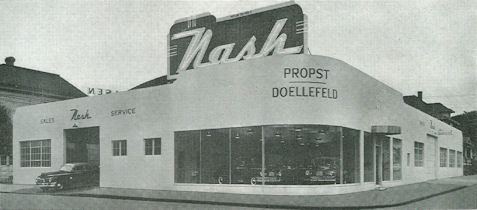 Nash
PROPST
DOELLEFELD
SALES Nash SERVICE